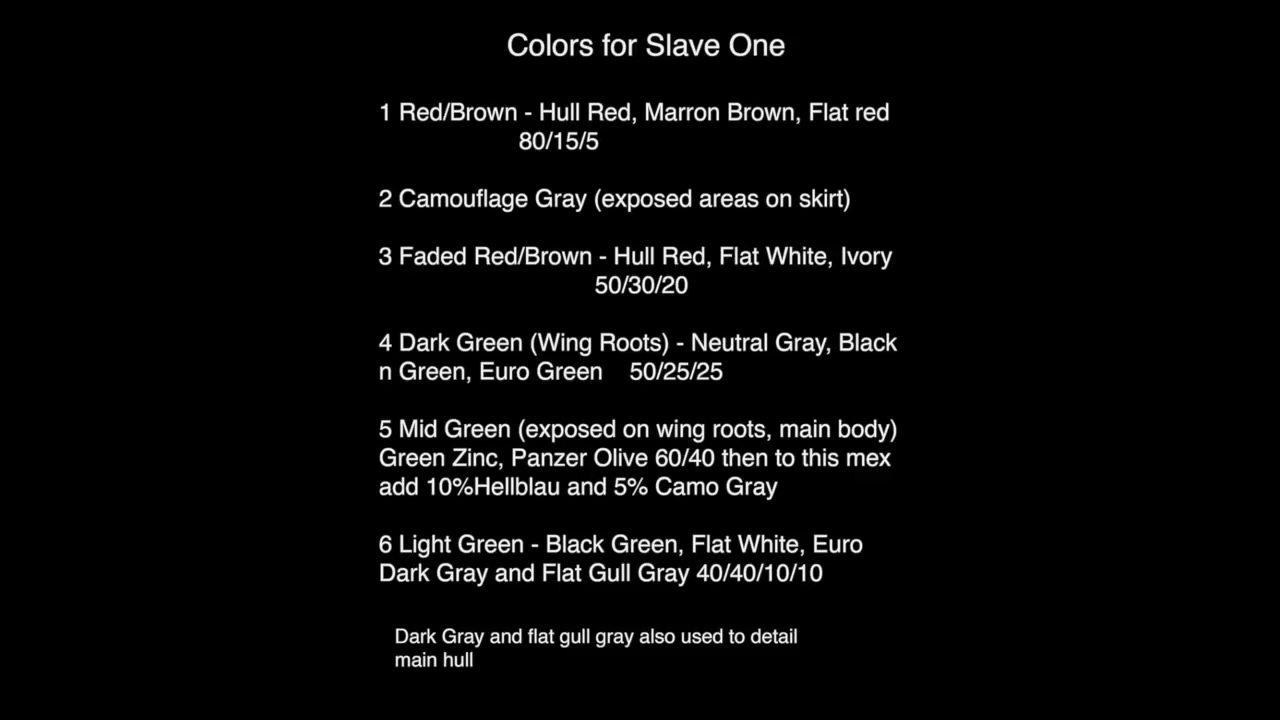 Colors for Slave One
1 Red/Brown - Hull Red, Marron Brown, Flat red
80/15/5
2 Camouflage Gray (exposed areas on skirt)
3 Faded Red/Brown - Hull Red, Flat White, Ivory
50/30/20
4 Dark Green (Wing Roots) - Neutral Gray, Black
n Green, Euro Green 50/25/25
5 Mid Green (exposed on wing roots, main body)
Green Zinc, Panzer Olive 60/40 then to this mex
add 10%Hellblau and 5% Camo Gray
6 Light Green - Black Green, Flat White, Euro
Dark Gray and Flat Gull Gray 40/40/10/10
Dark Gray and flat gull gray also used to detail
main hull